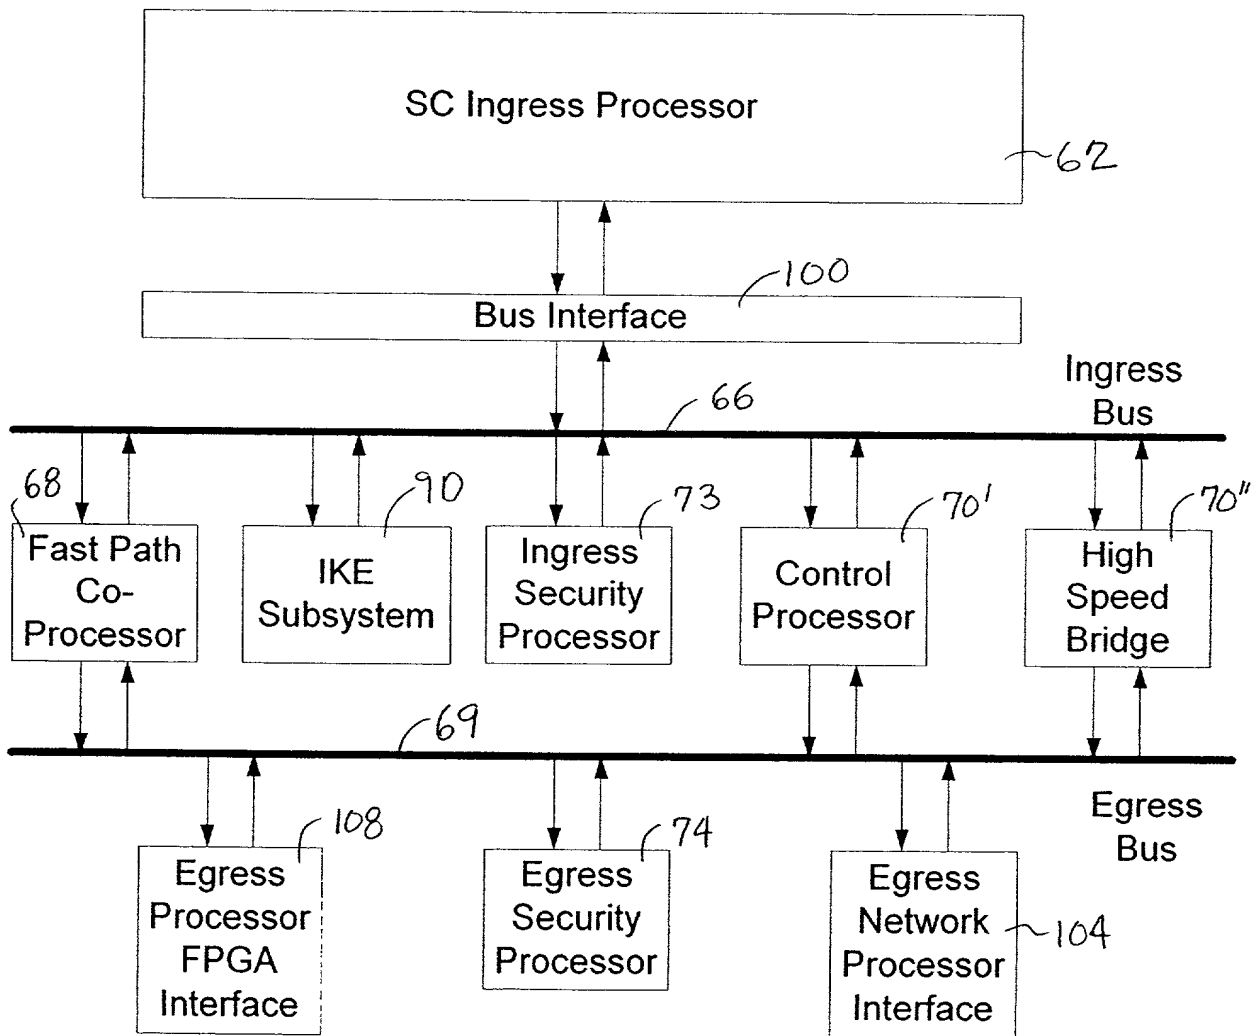 SC Ingress Processor
62
100
Bus Interface
Ingress
Bus
66
68
90
73
70'
70"
Fast Path
Co-
Processor
IKE
Subsystem
Ingress
Security
Processor
Control
Processor
High
Speed
Bridge
69
Egress
Bus
108
74
Egress
Processor
FPGA
Interface
Egress
Security
Processor
Egress
Network
Processor
Interface
104